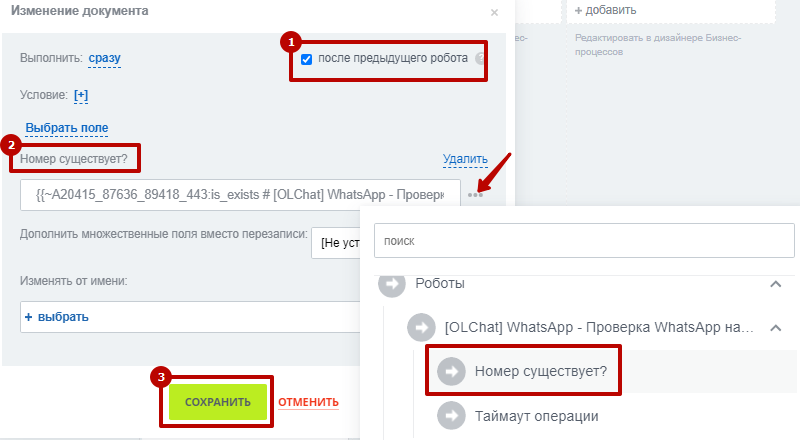 Изменение документа
×
+ добавить
Редактировать в дизайнере Бизнес-
процессов
1
Выполнить: сразу
после предыдущего робота
?
Условие: [+]
Выбрать поле
2
Номер существует?
Удалить
{{~A20415_87636_89418_443:is_exists # [OLChat] WhatsApp - Проверк
Дополнить множественные поля вместо перезаписи: [Не уст
Изменять от имени:
+ выбрать
3
СОХРАНИТЬ
ОТМЕНИТЬ
поиск
Роботы
[OLChat] WhatsApp - Проверка WhatsApp на...
Номер существует?
Таймаут операции